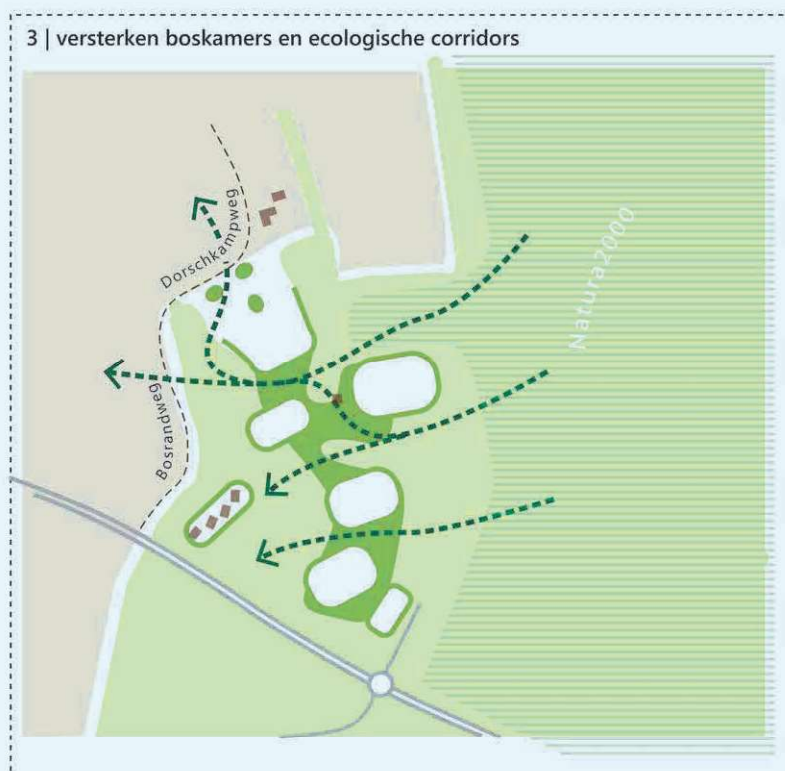 3 | versterken boskamers en ecologische corridors
Natura2000
Dorschkampweg
Bosrandweg